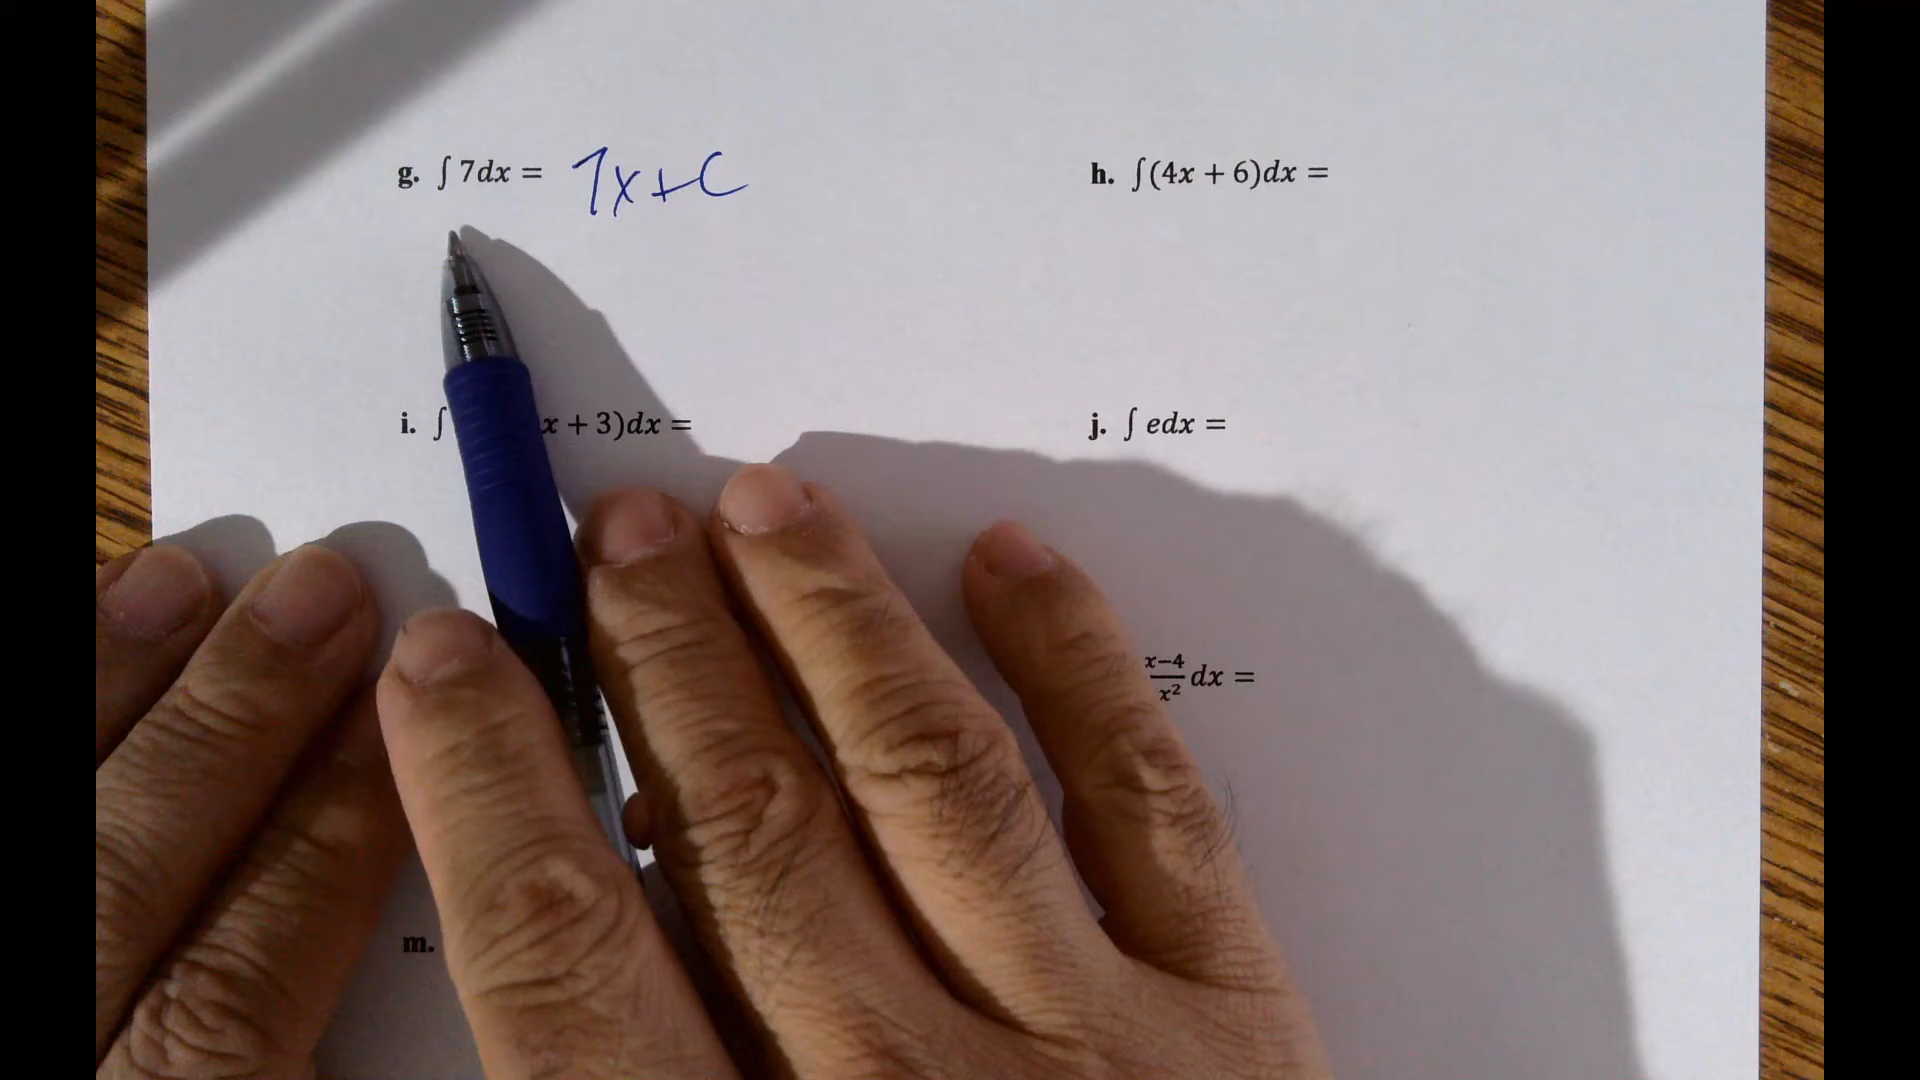 g. ∫ 7dx = 7x+C
h. ∫(4x + 6)dx =
i. ∫ x + 3)dx =
j. ∫ edx =
x−4/x² dx =
m.